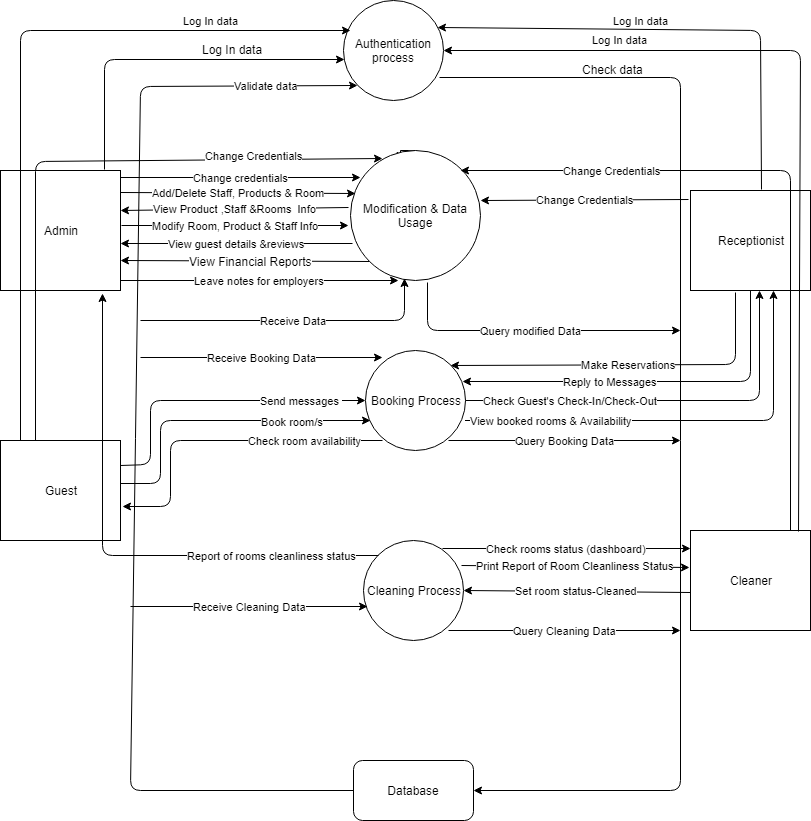 Log In data
Log In data
Authentication
process
Log In data
Log In data
Check data
Validate data
Change Credentials
Change credentials
Add/Delete Staff, Products & Room
View Product ,Staff &Rooms Info
Modify Room, Product & Staff Info
View guest details &reviews
View Financial Reports
Leave notes for employers
Admin
Modification & Data
Usage
Change Credentials
Change Credentials
Receptionist
Receive Data
Query modified Data
Receive Booking Data
Make Reservations
Reply to Messages
Send messages
Booking Process
Check Guest's Check-In/Check-Out
Book room/s
View booked rooms & Availability
Check room availability
Query Booking Data
Guest
Report of rooms cleanliness status
Check rooms status (dashboard)
Print Report of Room Cleanliness Status
Cleaning Process
Set room status-Cleaned
Cleaner
Receive Cleaning Data
Query Cleaning Data
Database